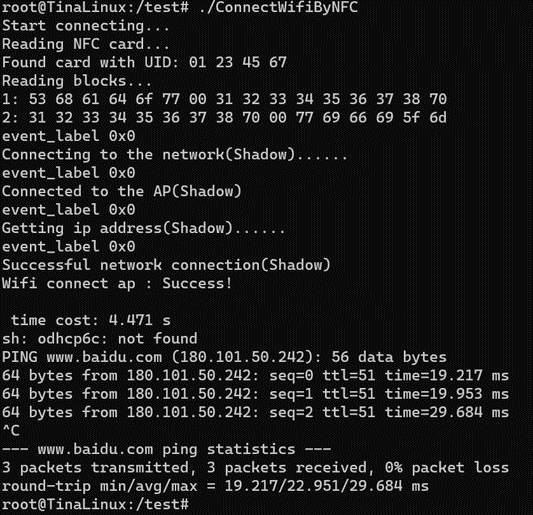 root@TinaLinux:/test# ./ConnectWifiByNFC
Start connecting...
Reading NFC card...
Found card with UID: 01 23 45 67
Reading blocks...
1: 53 68 61 64 6f 77 00 31 32 33 34 35 36 37 38 70
2: 31 32 33 34 35 36 37 38 70 00 77 69 66 69 5f 6d
event_label 0x0
Connecting to the network(Shadow)......
event_label 0x0
Connected to the AP(Shadow)
event_label 0x0
Getting ip address(Shadow)......
event_label 0x0
Successful network connection(Shadow)
Wifi connect ap : Success!
time cost: 4.471 s
sh: odhcp6c: not found
PING www.baidu.com (180.101.50.242): 56 data bytes
64 bytes from 180.101.50.242: seq=0 ttl=51 time=19.217 ms
64 bytes from 180.101.50.242: seq=1 ttl=51 time=19.953 ms
64 bytes from 180.101.50.242: seq=2 ttl=51 time=29.684 ms
^C
--- www.baidu.com ping statistics ---
3 packets transmitted, 3 packets received, 0% packet loss
round-trip min/avg/max = 19.217/22.951/29.684 ms
root@TinaLinux:/test#